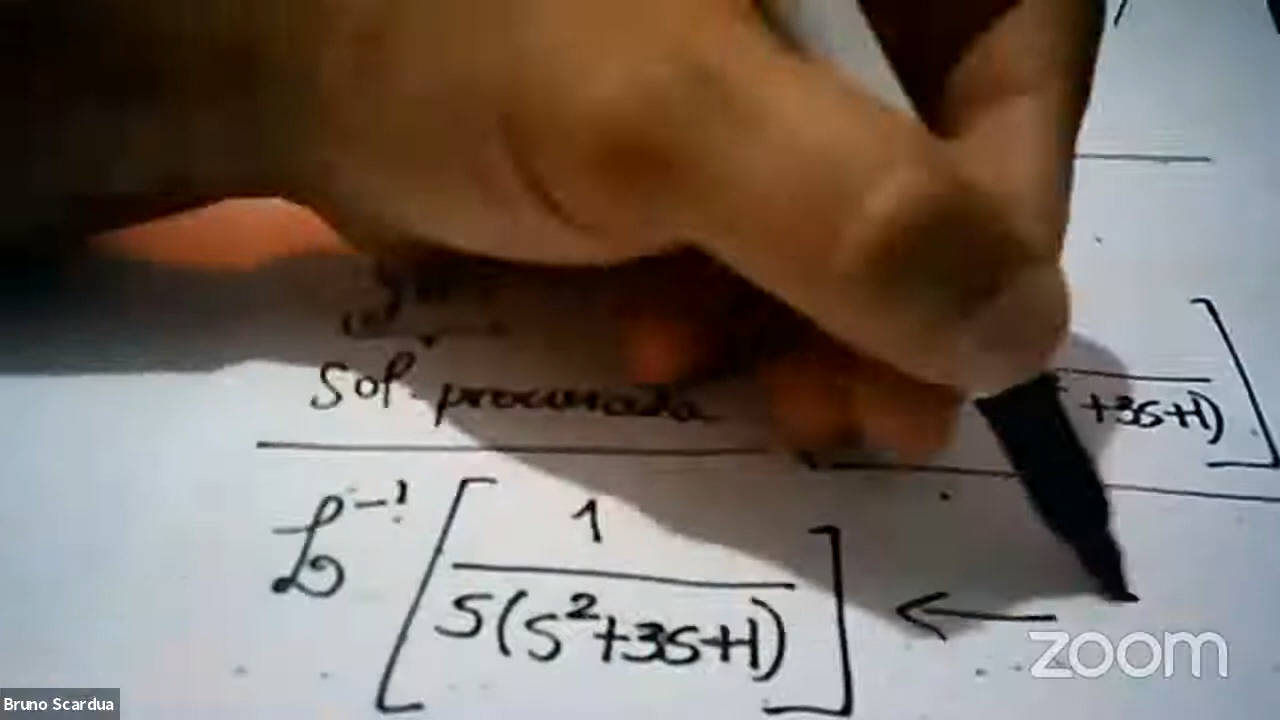 +3s+1) ]
Sol. procurada
L⁻¹ [ 1 / s(s²+3s+1) ] ←
zoom
Bruno Scardua